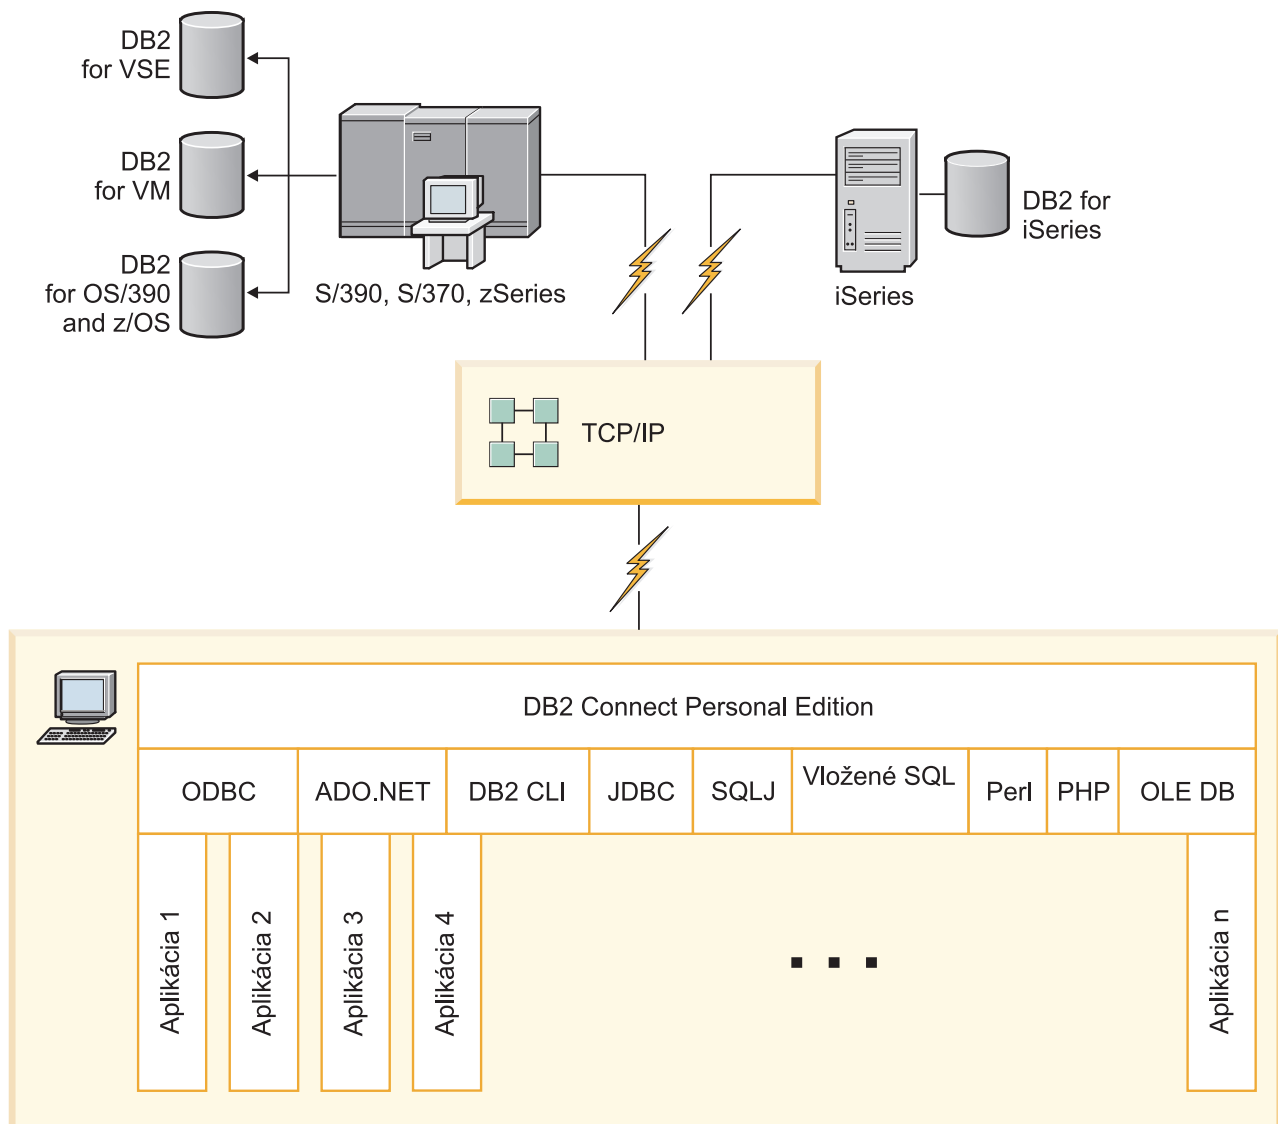 DB2
for VSE
DB2
for VM
DB2
for OS/390
and z/OS
S/390, S/370, zSeries
iSeries
DB2 for
iSeries
TCP/IP
DB2 Connect Personal Edition
ODBC
ADO.NET
DB2 CLI
JDBC
SQLJ
Vložené SQL
Perl
PHP
OLE DB
Aplikácia 1
Aplikácia 2
Aplikácia 3
Aplikácia 4
Aplikácia n